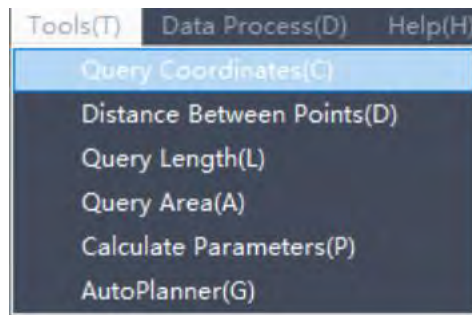 Tools(T) Data Process(D) Help(H
Query Coordinates(C)
Distance Between Points(D)
Query Length(L)
Query Area(A)
Calculate Parameters(P)
AutoPlanner(G)